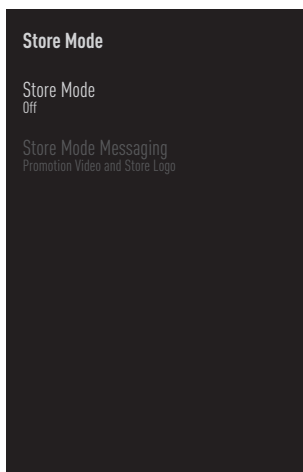 Store Mode
Store Mode
Off
Store Mode Messaging
Promotion Video and Store Logo